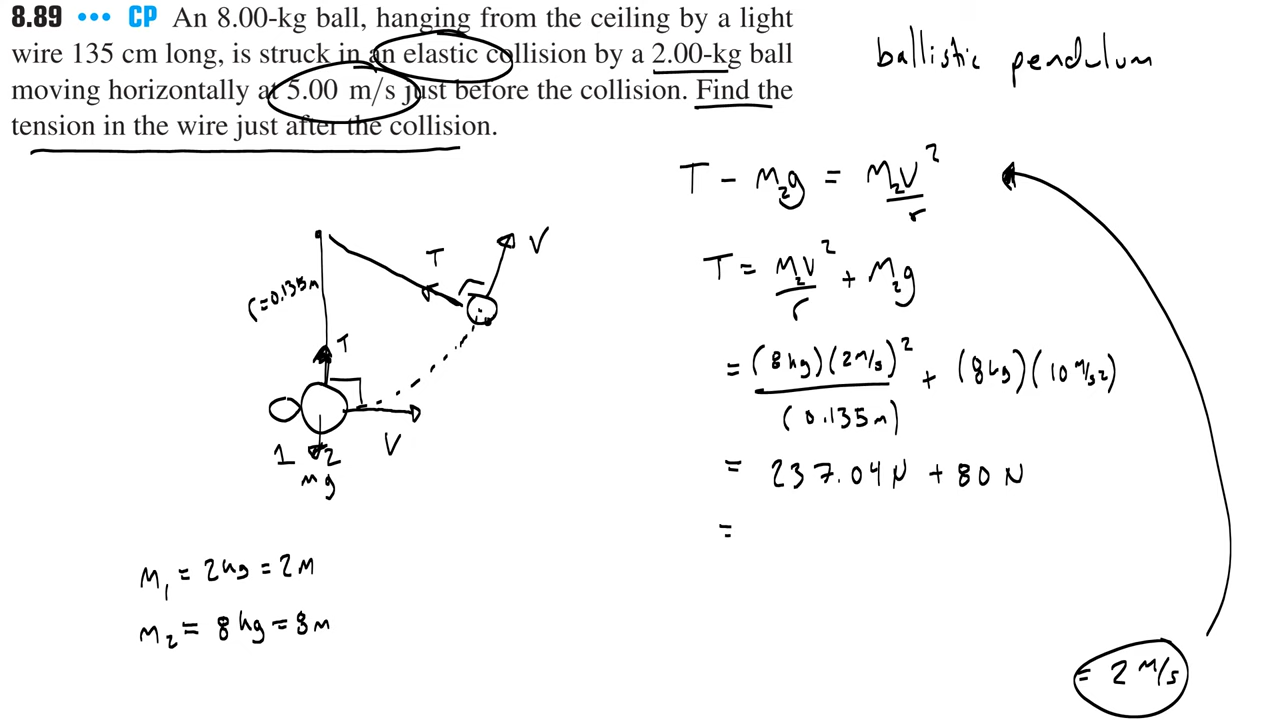 8.89 ••• CP An 8.00-kg ball, hanging from the ceiling by a light
wire 135 cm long, is struck in an elastic collision by a 2.00-kg ball
moving horizontally at 5.00 m/s just before the collision. Find the
tension in the wire just after the collision.
ballistic pendulum
T - m₂g = m₂v²/r
T = m₂v²/r + m₂g
= (8kg)(2m/s)²/(0.135m) + (8kg)(10 m/s²)
= 237.04N + 80 N
=
= 2 m/s
T
V
r=0.135m
T
V
1 2
mg
m₁ = 2kg = 2m
m₂ = 8kg = 8m